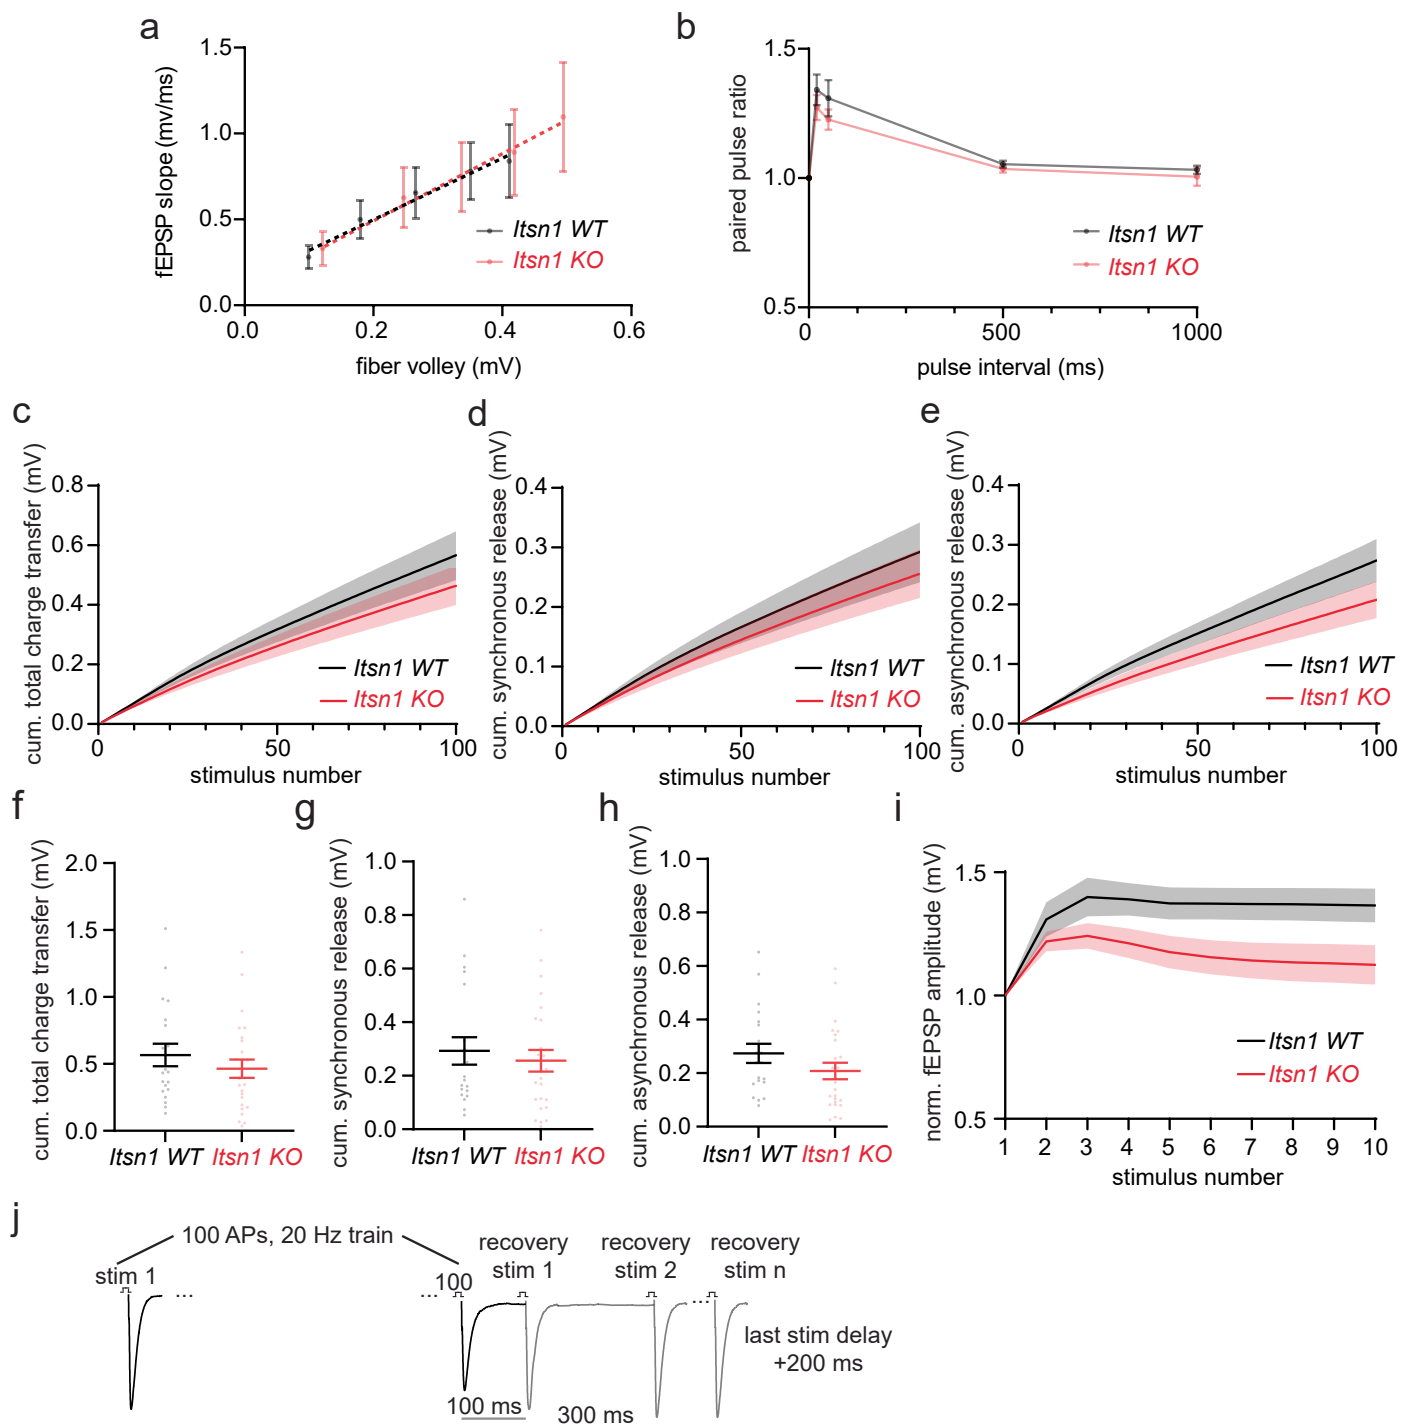 a
fEPSP slope (mv/ms)
1.5
1.0
0.5
0.0
0.0 0.2 0.4 0.6
fiber volley (mV)
Itsn1 WT
Itsn1 KO
b
paired pulse ratio
1.5
1.0
0.5
0 500 1000
pulse interval (ms)
Itsn1 WT
Itsn1 KO
c
cum. total charge transfer (mV)
0.8
0.6
0.4
0.2
0.0
0 50 100
stimulus number
Itsn1 WT
Itsn1 KO
d
cum. synchronous release (mV)
0.4
0.3
0.2
0.1
0.0
0 50 100
stimulus number
Itsn1 WT
Itsn1 KO
e
cum. asynchronous release (mV)
0.4
0.3
0.2
0.1
0.0
0 50 100
stimulus number
Itsn1 WT
Itsn1 KO
f
cum. total charge transfer (mV)
2.0
1.5
1.0
0.5
0.0
Itsn1 WT Itsn1 KO
g
cum. synchronous release (mV)
1.0
0.8
0.6
0.4
0.2
0.0
Itsn1 WT Itsn1 KO
h
cum. asynchronous release (mV)
1.0
0.8
0.6
0.4
0.2
0.0
Itsn1 WT Itsn1 KO
i
norm. fEPSP amplitude (mV)
1.5
1.0
0.5
1 2 3 4 5 6 7 8 9 10
stimulus number
Itsn1 WT
Itsn1 KO
j
100 APs, 20 Hz train
stim 1
...
...
100
recovery
stim 1
recovery
stim 2
...
recovery
stim n
last stim delay
+200 ms
100 ms
300 ms